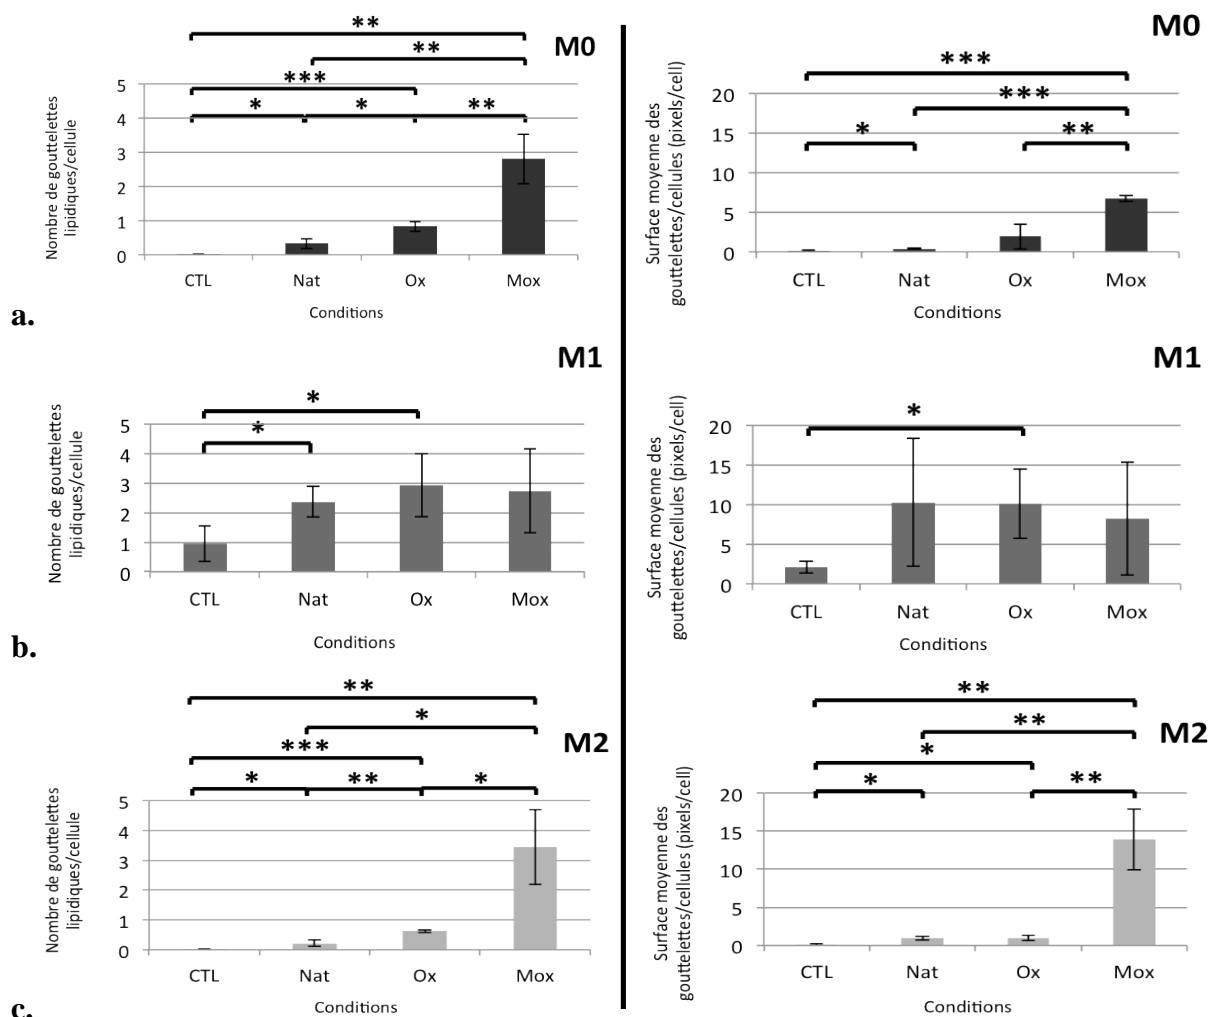 **
M0
**
***
*
*
**
Nombre de gouttelettes
lipidiques/cellule
5
4
3
2
1
0
CTL
Nat
Ox
Mox
Conditions
a.
M0
***
***
*
**
Surface moyenne des
gouttelettes/cellules (pixels/cell)
20
15
10
5
0
CTL
Nat
Ox
Mox
Conditions
M1
*
*
Nombre de gouttelettes
lipidiques/cellule
5
4
3
2
1
0
CTL
Nat
Ox
Mox
Conditions
b.
M1
*
Surface moyenne des
gouttelettes/cellules (pixels/cell)
20
15
10
5
0
CTL
Nat
Ox
Mox
Conditions
**
*
M2
***
*
**
*
Nombre de gouttelettes
lipidiques/cellule
5
4
3
2
1
0
CTL
Nat
Ox
Mox
Conditions
c.
**
**
M2
*
*
**
Surface moyenne des
gouttelettes/cellules (pixels/cell)
20
15
10
5
0
CTL
Nat
Ox
Mox
Conditions